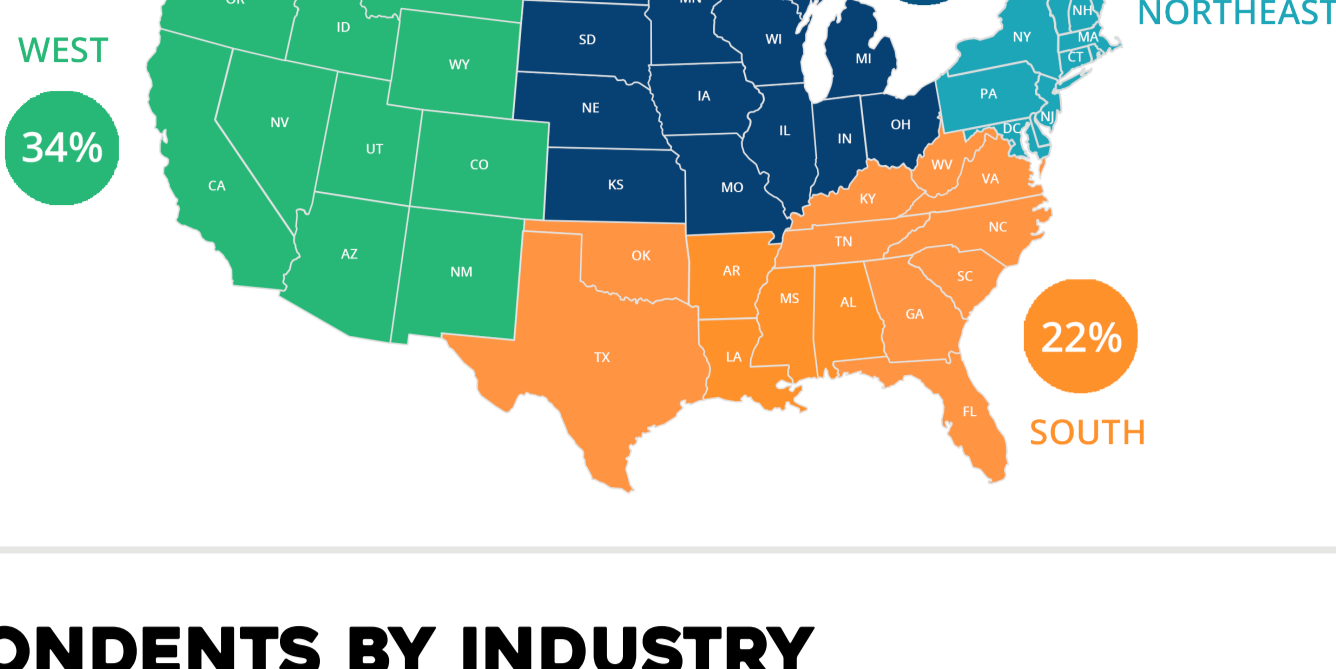 WEST
34%
NORTHEAST
22%
SOUTH
OR
ID
WY
NV
UT
CO
CA
AZ
NM
SD
NE
KS
MN
IA
MO
WI
IL
IN
MI
OH
OK
TX
AR
LA
MS
AL
TN
KY
WV
VA
NC
SC
GA
FL
NY
PA
NH
MA
CT
NJ
DC
ONDENTS BY INDUSTRY